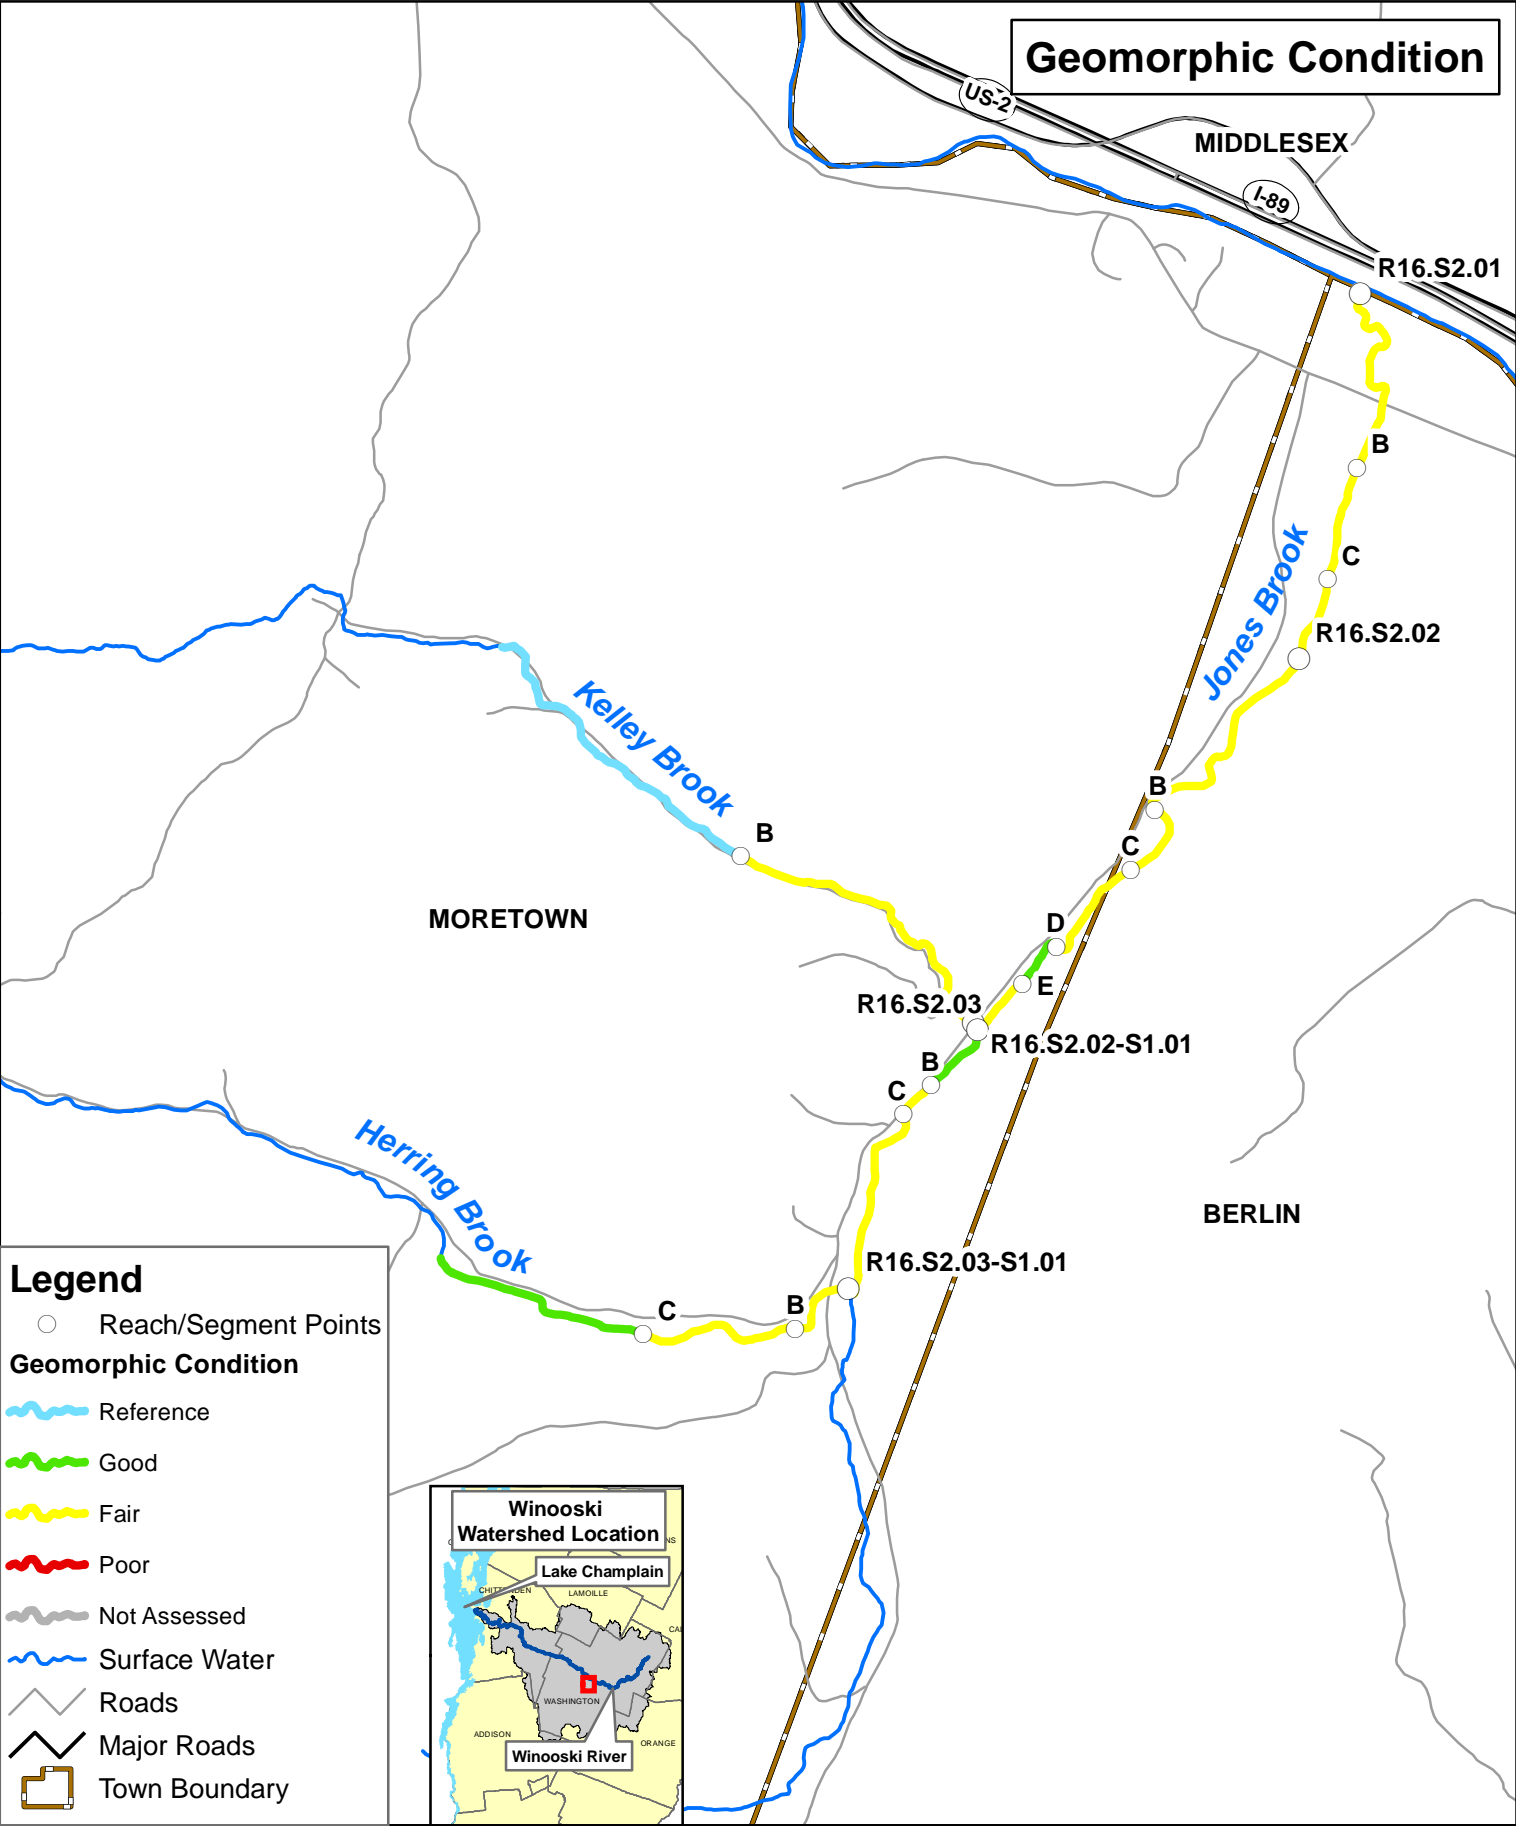 Geomorphic Condition
US-2
MIDDLESEX
I-89
R16.S2.01
B
C
Jones Brook
R16.S2.02
Kelley Brook
B
B
C
MORETOWN
D
E
R16.S2.03
R16.S2.02-S1.01
B
C
Herring Brook
BERLIN
R16.S2.03-S1.01
C
B
Legend
Reach/Segment Points
Geomorphic Condition
Reference
Good
Fair
Poor
Not Assessed
Surface Water
Roads
Major Roads
Town Boundary
Winooski
Watershed Location
Lake Champlain
LAMOILLE
WASHINGTON
ADDISON
ORANGE
Winooski River